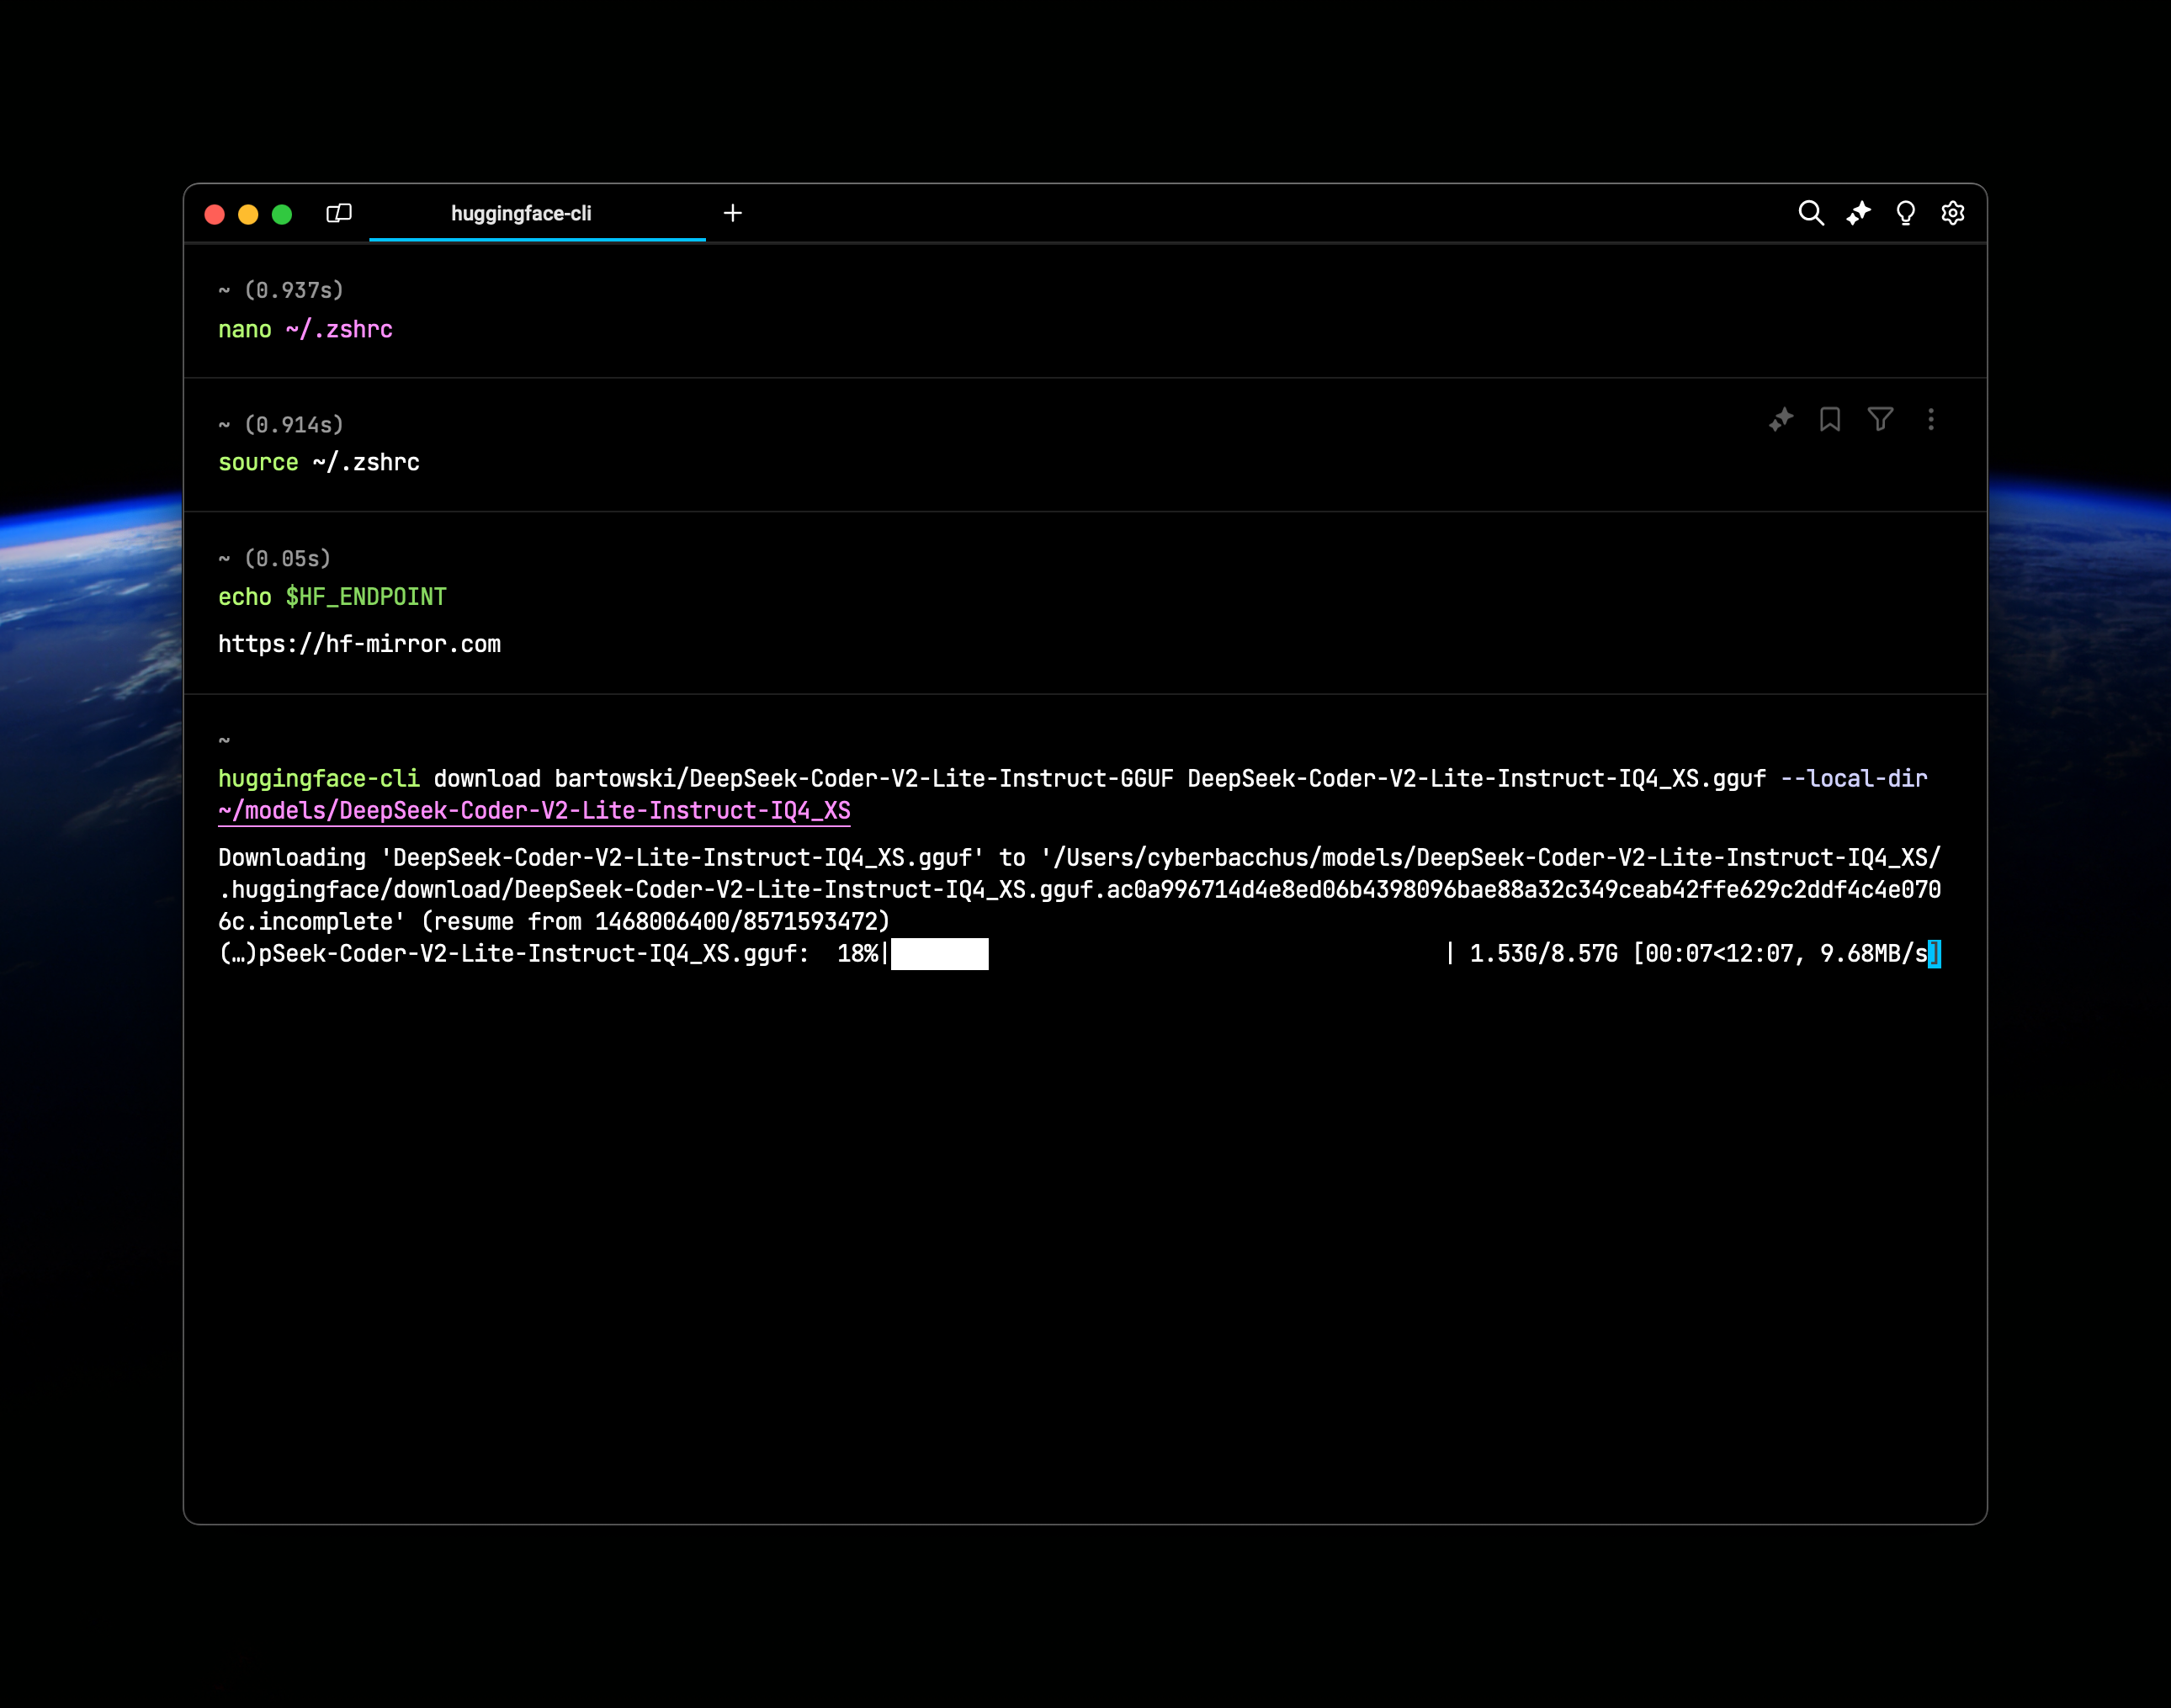 huggingface-cli
~ (0.937s)
nano ~/.zshrc
~ (0.914s)
source ~/.zshrc
~ (0.05s)
echo $HF_ENDPOINT
https://hf-mirror.com
~
huggingface-cli download bartowski/DeepSeek-Coder-V2-Lite-Instruct-GGUF DeepSeek-Coder-V2-Lite-Instruct-IQ4_XS.gguf --local-dir
~/models/DeepSeek-Coder-V2-Lite-Instruct-IQ4_XS
Downloading 'DeepSeek-Coder-V2-Lite-Instruct-IQ4_XS.gguf' to '/Users/cyberbacchus/models/DeepSeek-Coder-V2-Lite-Instruct-IQ4_XS/
.huggingface/download/DeepSeek-Coder-V2-Lite-Instruct-IQ4_XS.gguf.ac0a996714d4e8ed06b4398096bae88a32c349ceab42ffe629c2ddf4c4e070
6c.incomplete' (resume from 1468006400/8571593472)
(…)pSeek-Coder-V2-Lite-Instruct-IQ4_XS.gguf:  18%| | 1.53G/8.57G [00:07<12:07, 9.68MB/s]